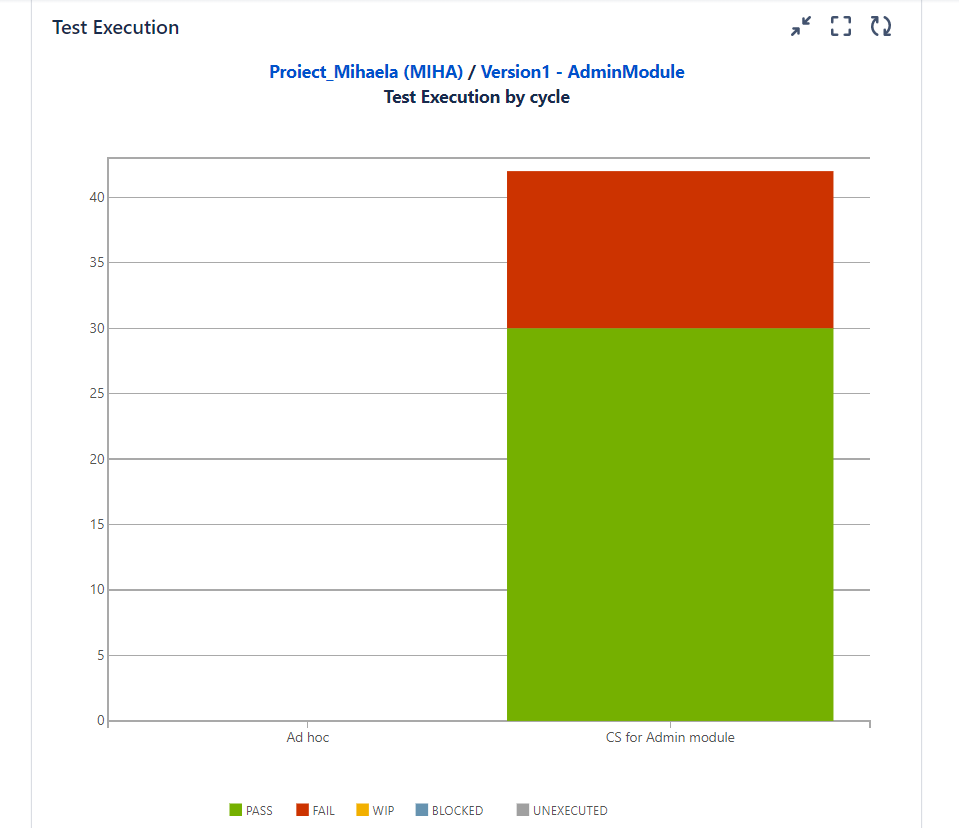 Test Execution
Proiect_Mihaela (MIHA) / Version1 - AdminModule
Test Execution by cycle
40
35
30
25
20
15
10
5
0
Ad hoc CS for Admin module
PASS FAIL WIP BLOCKED UNEXECUTED